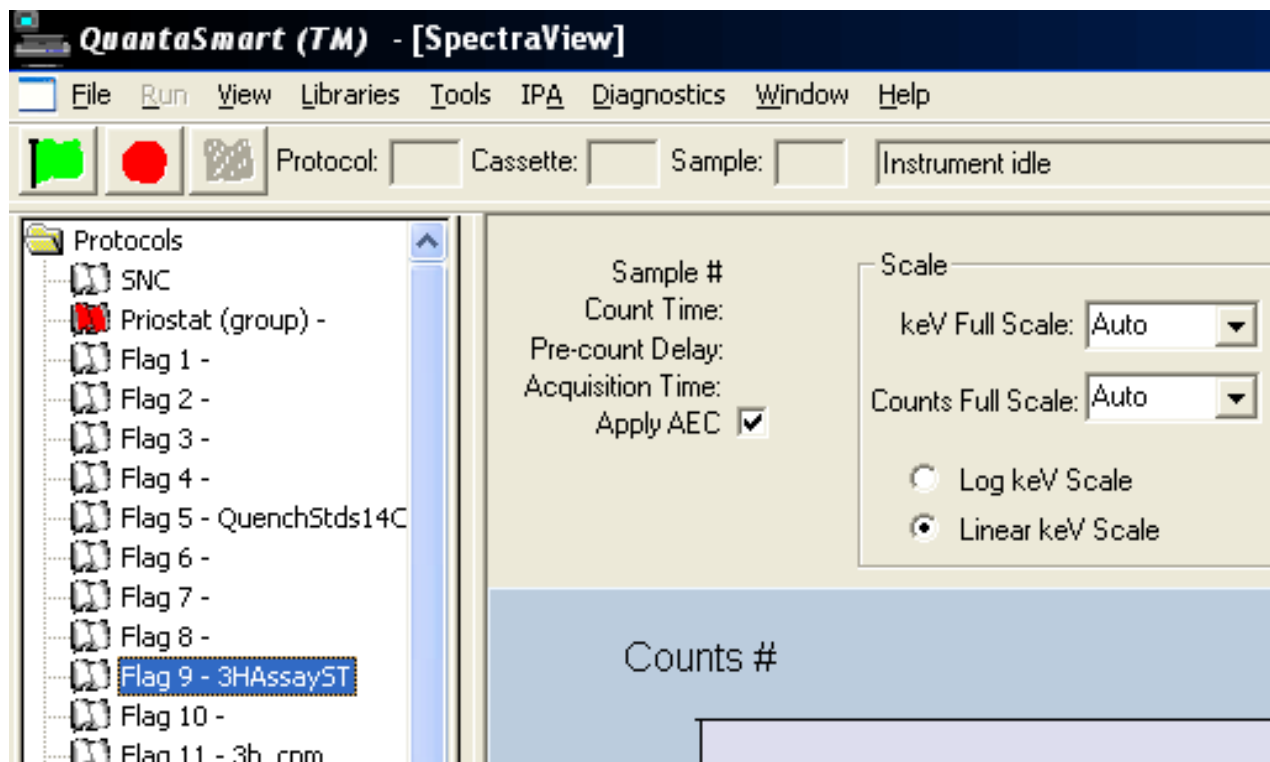 QuantaSmart (TM) - [SpectraView]
File Run View Libraries Tools IPA Diagnostics Window Help
Protocol: Cassette: Sample: Instrument idle
Protocols
SNC
Priostat (group) -
Flag 1 -
Flag 2 -
Flag 3 -
Flag 4 -
Flag 5 - QuenchStds14C
Flag 6 -
Flag 7 -
Flag 8 -
Flag 9 - 3HAssayST
Flag 10 -
Flag 11 - 3h_cpm
Sample #
Count Time:
Pre-count Delay:
Acquisition Time:
Apply AEC
Scale
keV Full Scale: Auto
Counts Full Scale: Auto
Log keV Scale
Linear keV Scale
Counts #